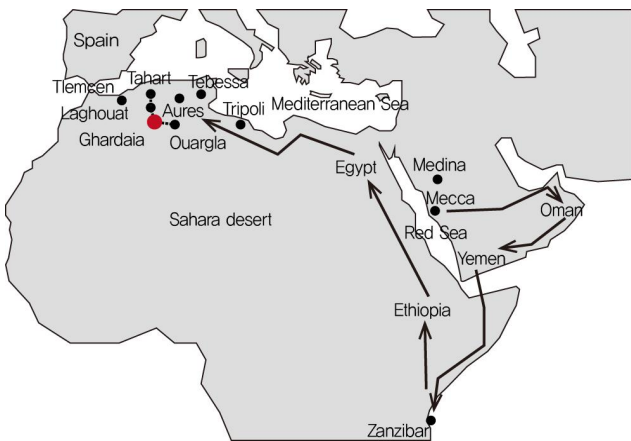 Spain
Tlemcen
Tahart
Tebessa
Laghouat
Aures
Tripoli
Mediterranean Sea
Ghardaia
Ouargla
Egypt
Medina
Mecca
Oman
Sahara desert
Red Sea
Yemen
Ethiopia
Zanzibar